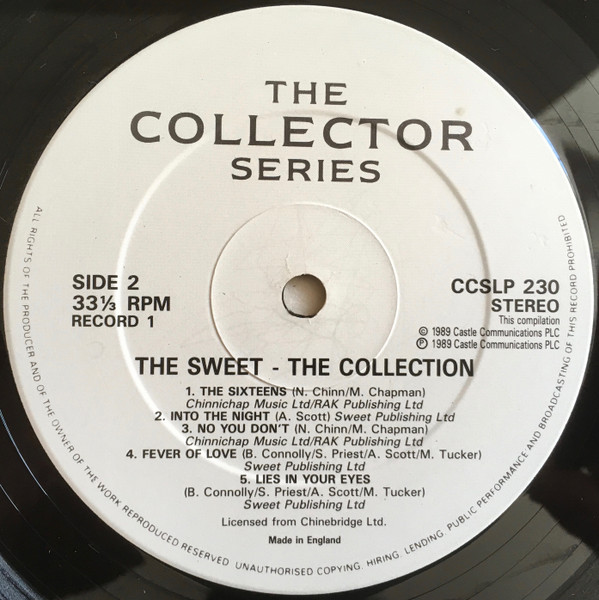 THE
COLLECTOR
SERIES
SIDE 2
33⅓ RPM
RECORD 1
CCSLP 230
STEREO
This compilation
© 1989 Castle Communications PLC
℗ 1989 Castle Communications PLC
THE SWEET - THE COLLECTION
1. THE SIXTEENS (N. Chinn/M. Chapman)
Chinnichap Music Ltd/RAK Publishing Ltd
2. INTO THE NIGHT (A. Scott) Sweet Publishing Ltd
3. NO YOU DON'T (N. Chinn/M. Chapman)
Chinnichap Music Ltd/RAK Publishing Ltd
4. FEVER OF LOVE (B. Connolly/S. Priest/A. Scott/M. Tucker)
Sweet Publishing Ltd
5. LIES IN YOUR EYES
(B. Connolly/S. Priest/A. Scott/M. Tucker)
Sweet Publishing Ltd
Licensed from Chinebridge Ltd.
Made in England
ALL RIGHTS OF THE PRODUCER AND OF THE OWNER OF THE WORK REPRODUCED RESERVED UNAUTHORISED COPYING, HIRING, LENDING, PUBLIC PERFORMANCE AND BROADCASTING OF THIS RECORD PROHIBITED